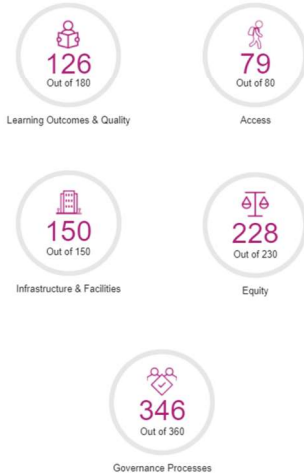 126
Out of 180
Learning Outcomes & Quality
79
Out of 80
Access
150
Out of 150
Infrastructure & Facilities
228
Out of 230
Equity
346
Out of 360
Governance Processes